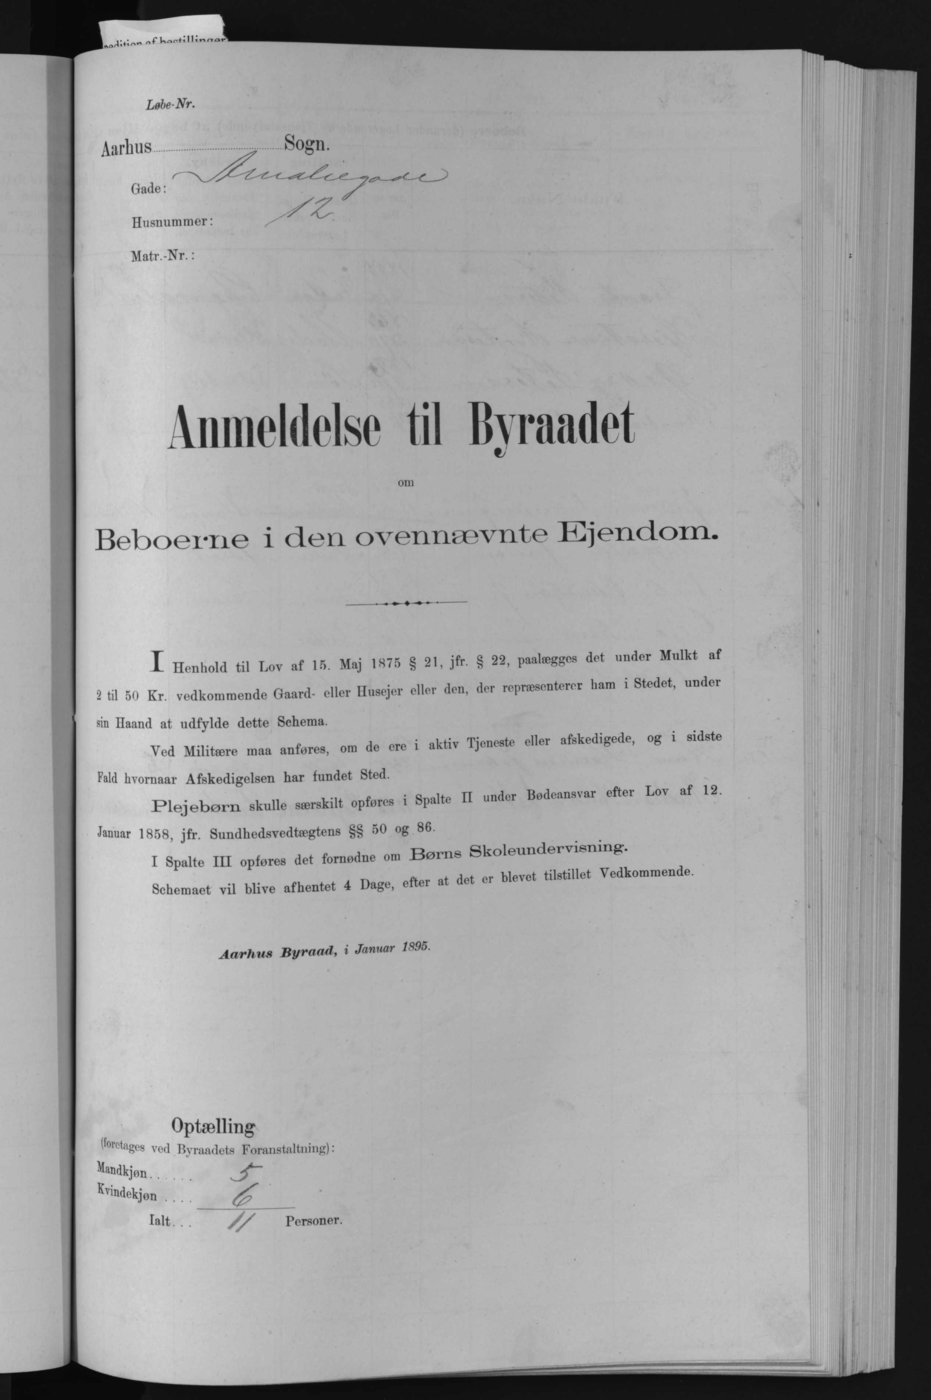 Løbe-Nr.
Aarhus Sogn.
Gade: Amaliegade
Husnummer: 12
Matr.-Nr.:
Anmeldelse til Byraadet
om
Beboerne i den ovennævnte Ejendom.
I Henhold til Lov af 15. Maj 1875 § 21, jfr. § 22, paalægges det under Mulkt af
2 til 50 Kr. vedkommende Gaard- eller Husejer eller den, der repræsenterer ham i Stedet, under
sin Haand at udfylde dette Schema.
Ved Militære maa anføres, om de ere i aktiv Tjeneste eller afskedigede, og i sidste
Fald hvornaar Afskedigelsen har fundet Sted.
Plejebørn skulle særskilt opføres i Spalte II under Bødeansvar efter Lov af 12.
Januar 1858, jfr. Sundhedsvedtægtens §§ 50 og 86.
I Spalte III opføres det fornødne om Børns Skoleundervisning.
Schemaet vil blive afhentet 4 Dage, efter at det er blevet tilstillet Vedkommende.
Aarhus Byraad, i Januar 1895.
Optælling
(foretages ved Byraadets Foranstaltning):
Mandkjøn...... 5
Kvindekjøn .... 6
Ialt... 11 Personer.